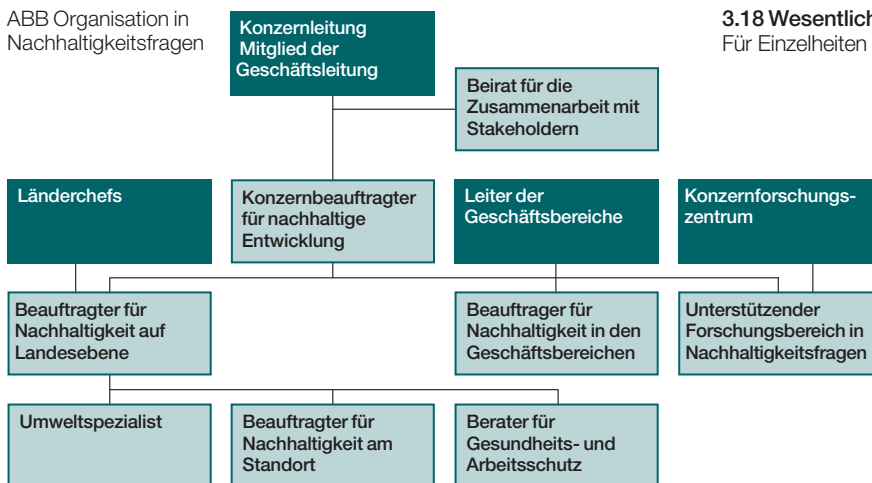 ABB Organisation in
Nachhaltigkeitsfragen
Konzernleitung
Mitglied der
Geschäftsleitung
3.18 Wesentlich
Für Einzelheiten
Beirat für die
Zusammenarbeit mit
Stakeholdern
Länderchefs
Konzernbeauftragter
für nachhaltige
Entwicklung
Leiter der
Geschäftsbereiche
Konzernforschungs-
zentrum
Beauftragter für
Nachhaltigkeit auf
Landesebene
Beauftrager für
Nachhaltigkeit in den
Geschäftsbereichen
Unterstützender
Forschungsbereich in
Nachhaltigkeitsfragen
Umweltspezialist
Beauftragter für
Nachhaltigkeit am
Standort
Berater für
Gesundheits- und
Arbeitsschutz